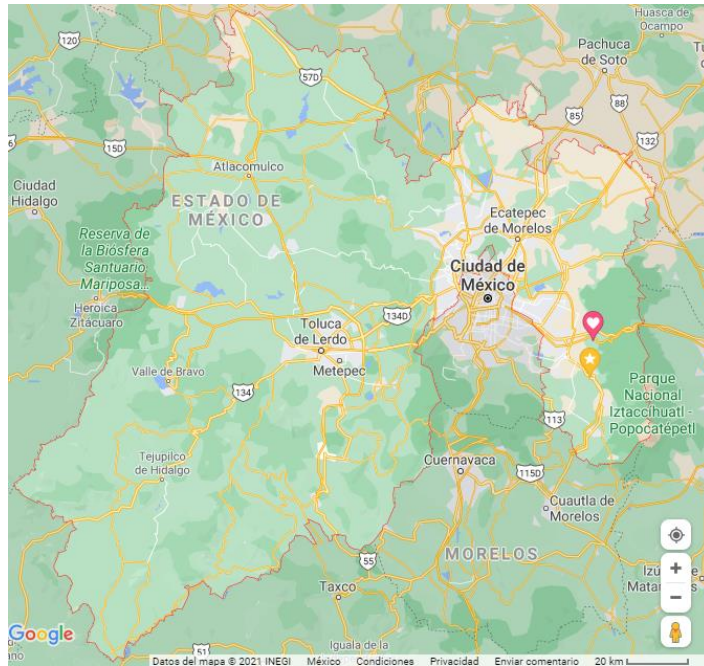 Huasca de
Ocampo
120
Pachuca
de Soto
57D
88
85
15D
132
Atlacomulco
Ciudad
Hidalgo
ESTADO DE
MÉXICO
Ecatepec
de Morelos
Reserva de
la Biósfera
Santuario
Mariposa...
Ciudad de
México
Heroica
Zitácuaro
134D
Toluca
de Lerdo
Metepec
Valle de Bravo
134
Parque
Nacional
Iztaccihuatl -
Popocatépetl
113
Tejupilco
de Hidalgo
Cuernavaca
115D
Cuautla de
Morelos
MORELOS
55
Taxco
Google
51
Iguala de la
Datos del mapa © 2021 INEGI México Condiciones Privacidad Enviar comentario 20 km